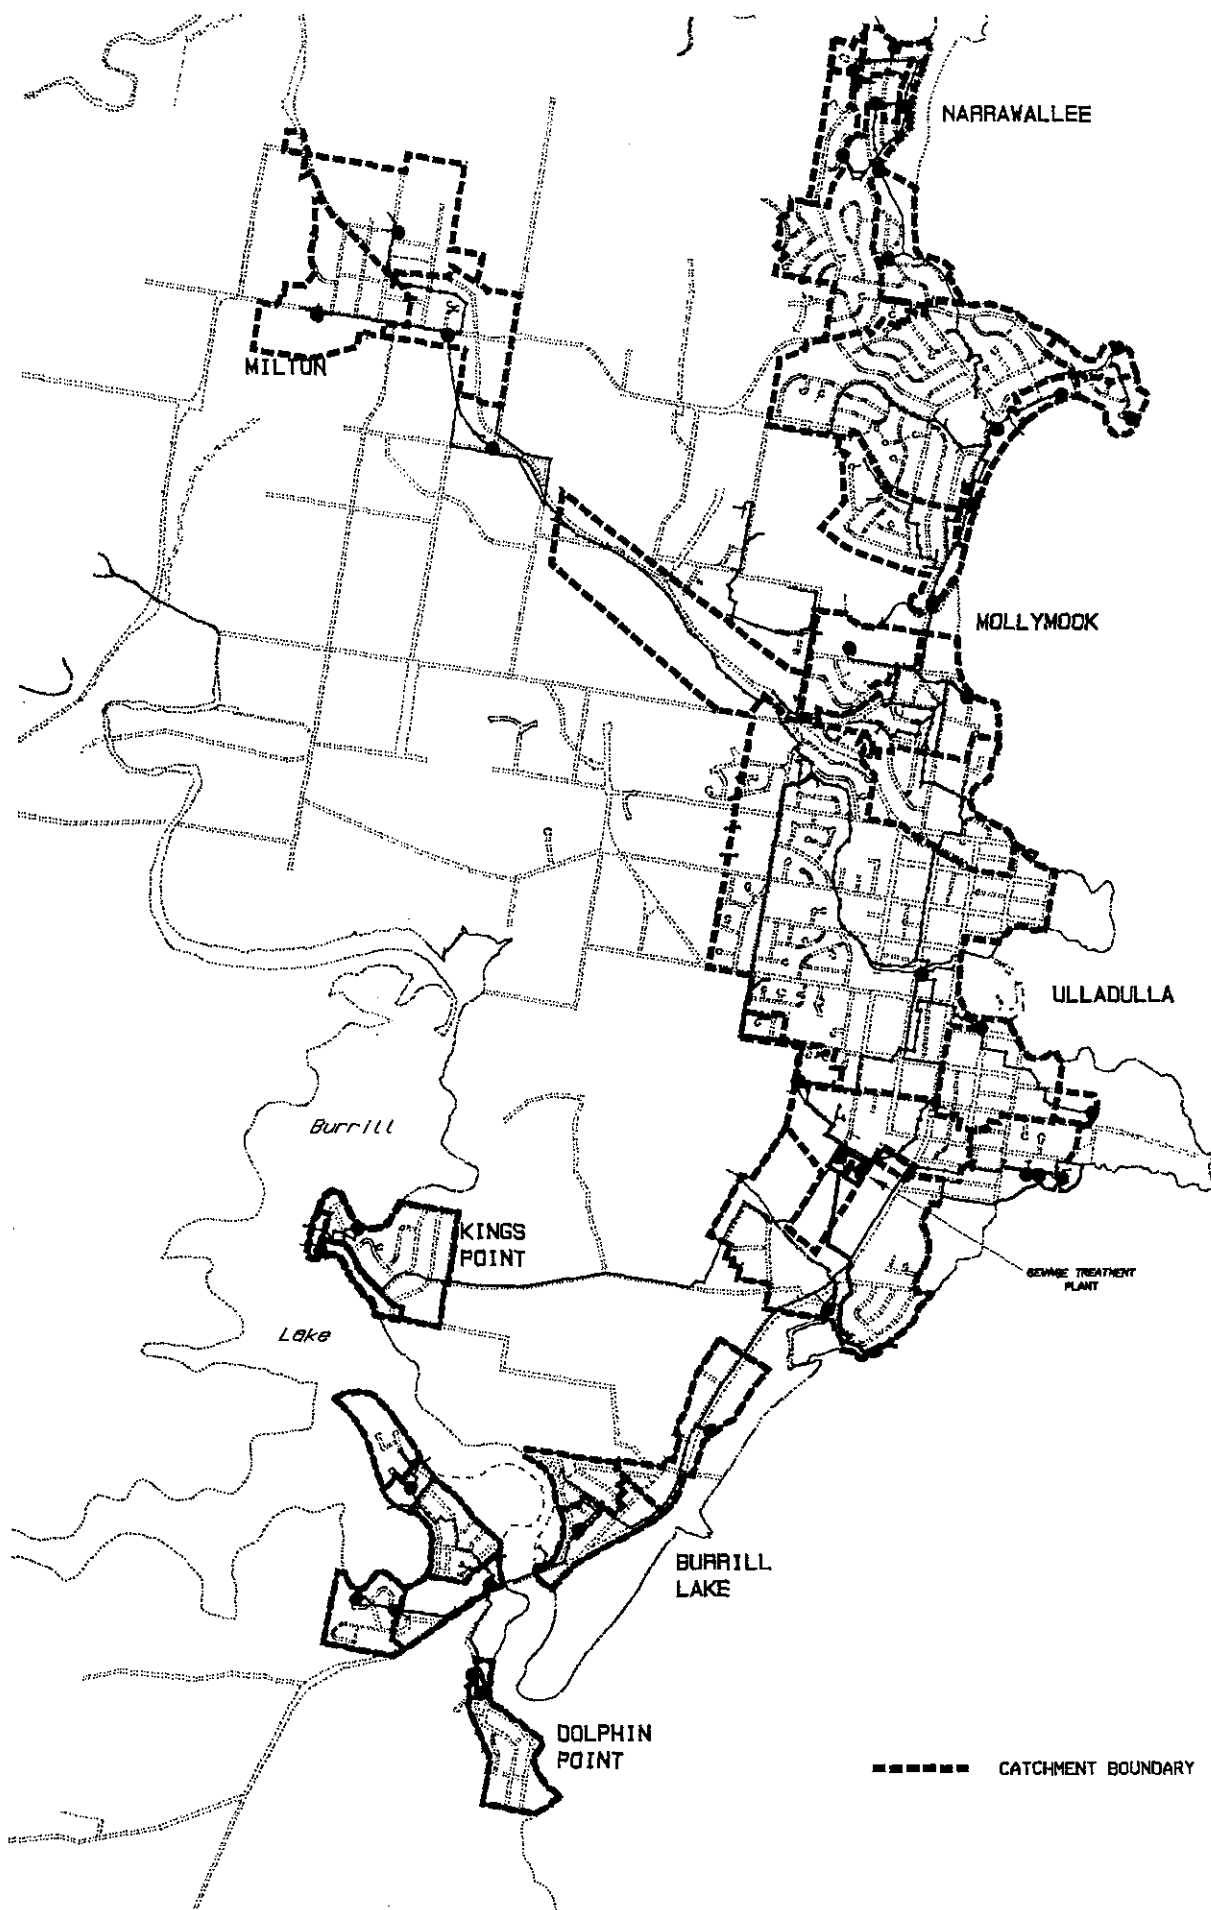 NARRAWALLEE
MILTON
MOLLYMOOK
ULLADULLA
Burrill
KINGS
POINT
SEWAGE TREATMENT
PLANT
Lake
BURRILL
LAKE
DOLPHIN
POINT
CATCHMENT BOUNDARY